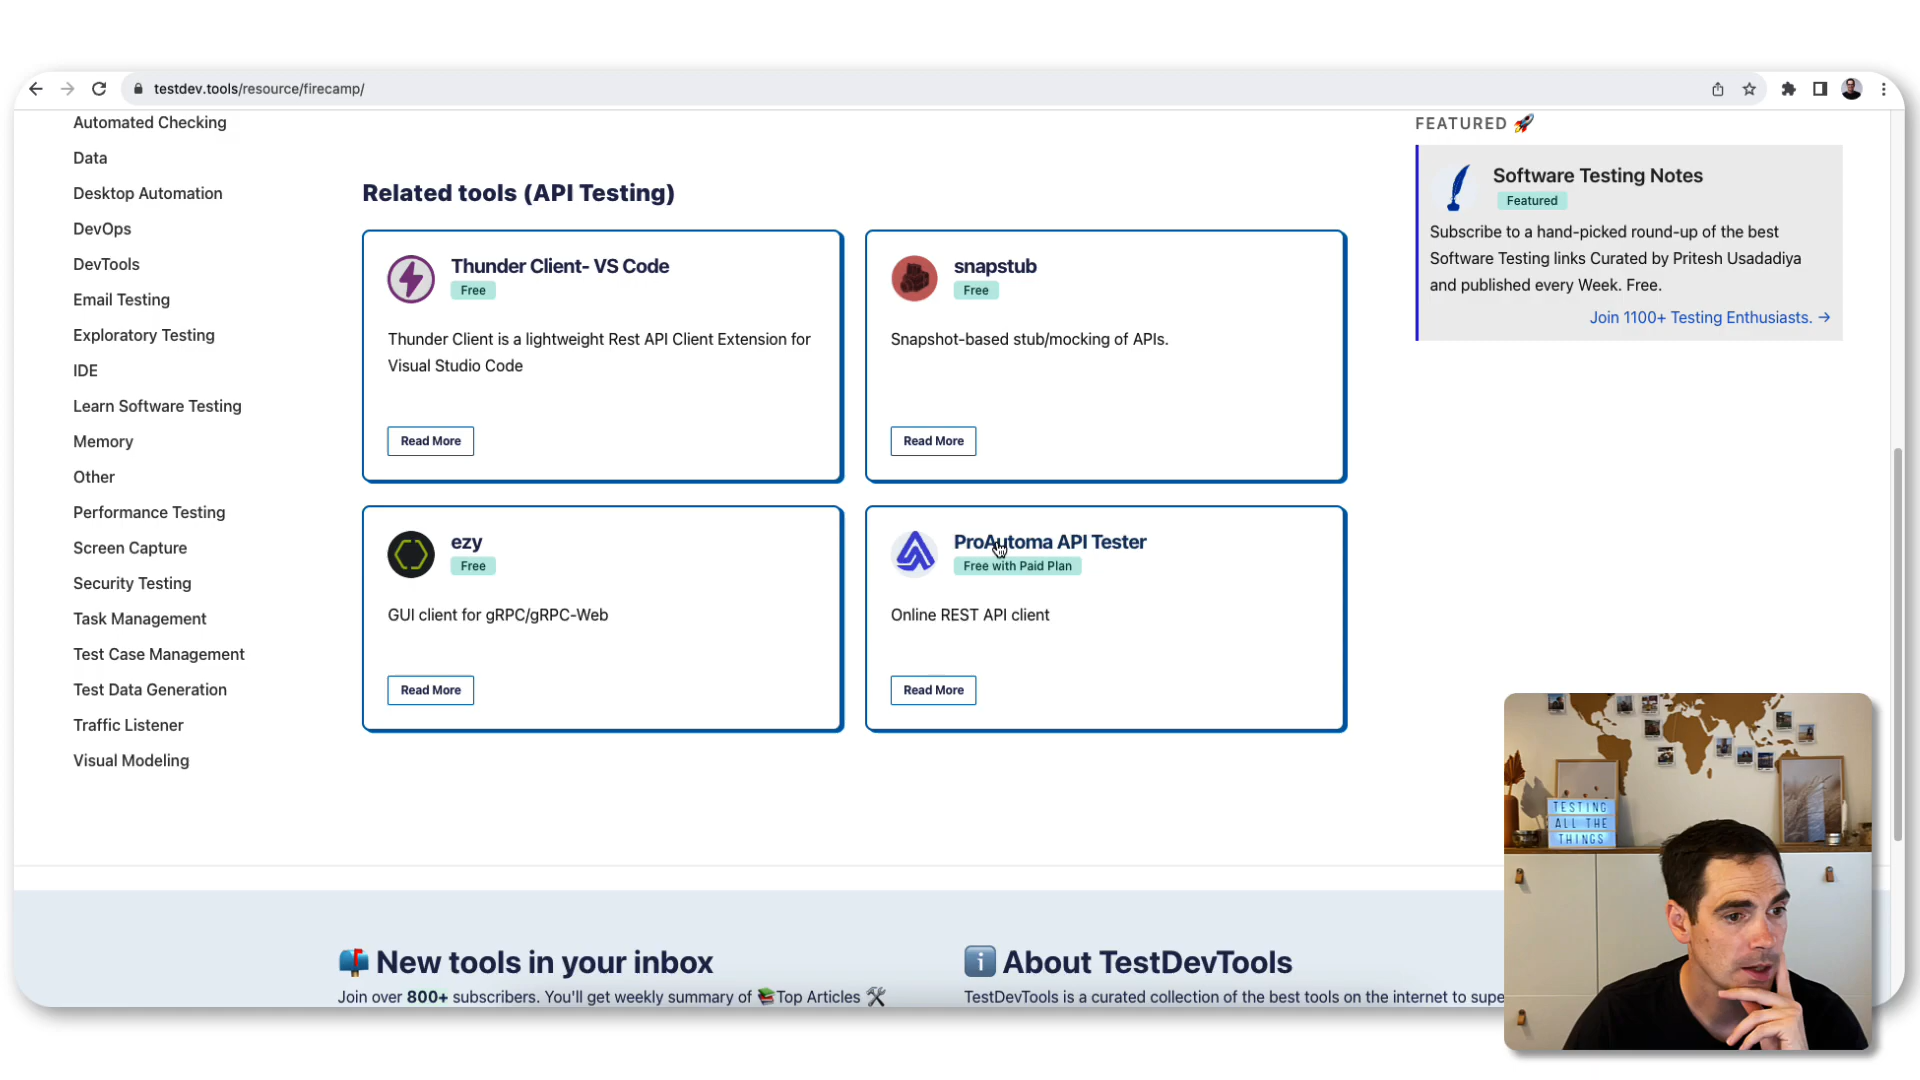 testdev.tools/resource/firecamp/
Automated Checking
Data
Desktop Automation
DevOps
DevTools
Email Testing
Exploratory Testing
IDE
Learn Software Testing
Memory
Other
Performance Testing
Screen Capture
Security Testing
Task Management
Test Case Management
Test Data Generation
Traffic Listener
Visual Modeling
Related tools (API Testing)
Thunder Client- VS Code
Free
Thunder Client is a lightweight Rest API Client Extension for
Visual Studio Code
Read More
snapstub
Free
Snapshot-based stub/mocking of APIs.
Read More
ezy
Free
GUI client for gRPC/gRPC-Web
Read More
ProAutoma API Tester
Free with Paid Plan
Online REST API client
Read More
FEATURED 🚀
Software Testing Notes
Featured
Subscribe to a hand-picked round-up of the best
Software Testing links Curated by Pritesh Usadadiya
and published every Week. Free.
Join 1100+ Testing Enthusiasts. →
📬 New tools in your inbox
Join over 800+ subscribers. You'll get weekly summary of 📚Top Articles 🛠
ℹ About TestDevTools
TestDevTools is a curated collection of the best tools on the internet to supe
TESTING
ALL THE
THINGS